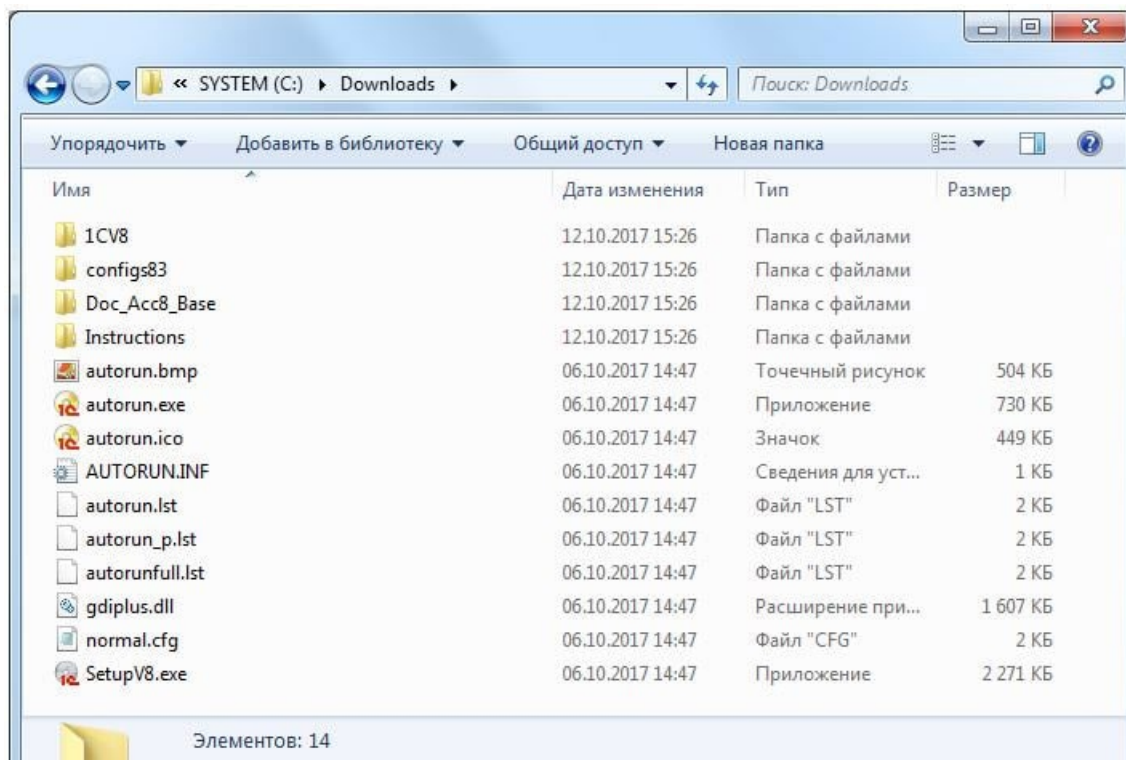 « SYSTEM (C:) Downloads Поиск: Downloads
Упорядочить Добавить в библиотеку Общий доступ Новая папка
Имя Дата изменения Тип Размер
1CV8 12.10.2017 15:26 Папка с файлами
configs83 12.10.2017 15:26 Папка с файлами
Doc_Acc8_Base 12.10.2017 15:26 Папка с файлами
Instructions 12.10.2017 15:26 Папка с файлами
autorun.bmp 06.10.2017 14:47 Точечный рисунок 504 КБ
autorun.exe 06.10.2017 14:47 Приложение 730 КБ
autorun.ico 06.10.2017 14:47 Значок 449 КБ
AUTORUN.INF 06.10.2017 14:47 Сведения для уст... 1 КБ
autorun.lst 06.10.2017 14:47 Файл "LST" 2 КБ
autorun_p.lst 06.10.2017 14:47 Файл "LST" 2 КБ
autorunfull.lst 06.10.2017 14:47 Файл "LST" 2 КБ
gdiplus.dll 06.10.2017 14:47 Расширение при... 1 607 КБ
normal.cfg 06.10.2017 14:47 Файл "CFG" 2 КБ
SetupV8.exe 06.10.2017 14:47 Приложение 2 271 КБ
Элементов: 14